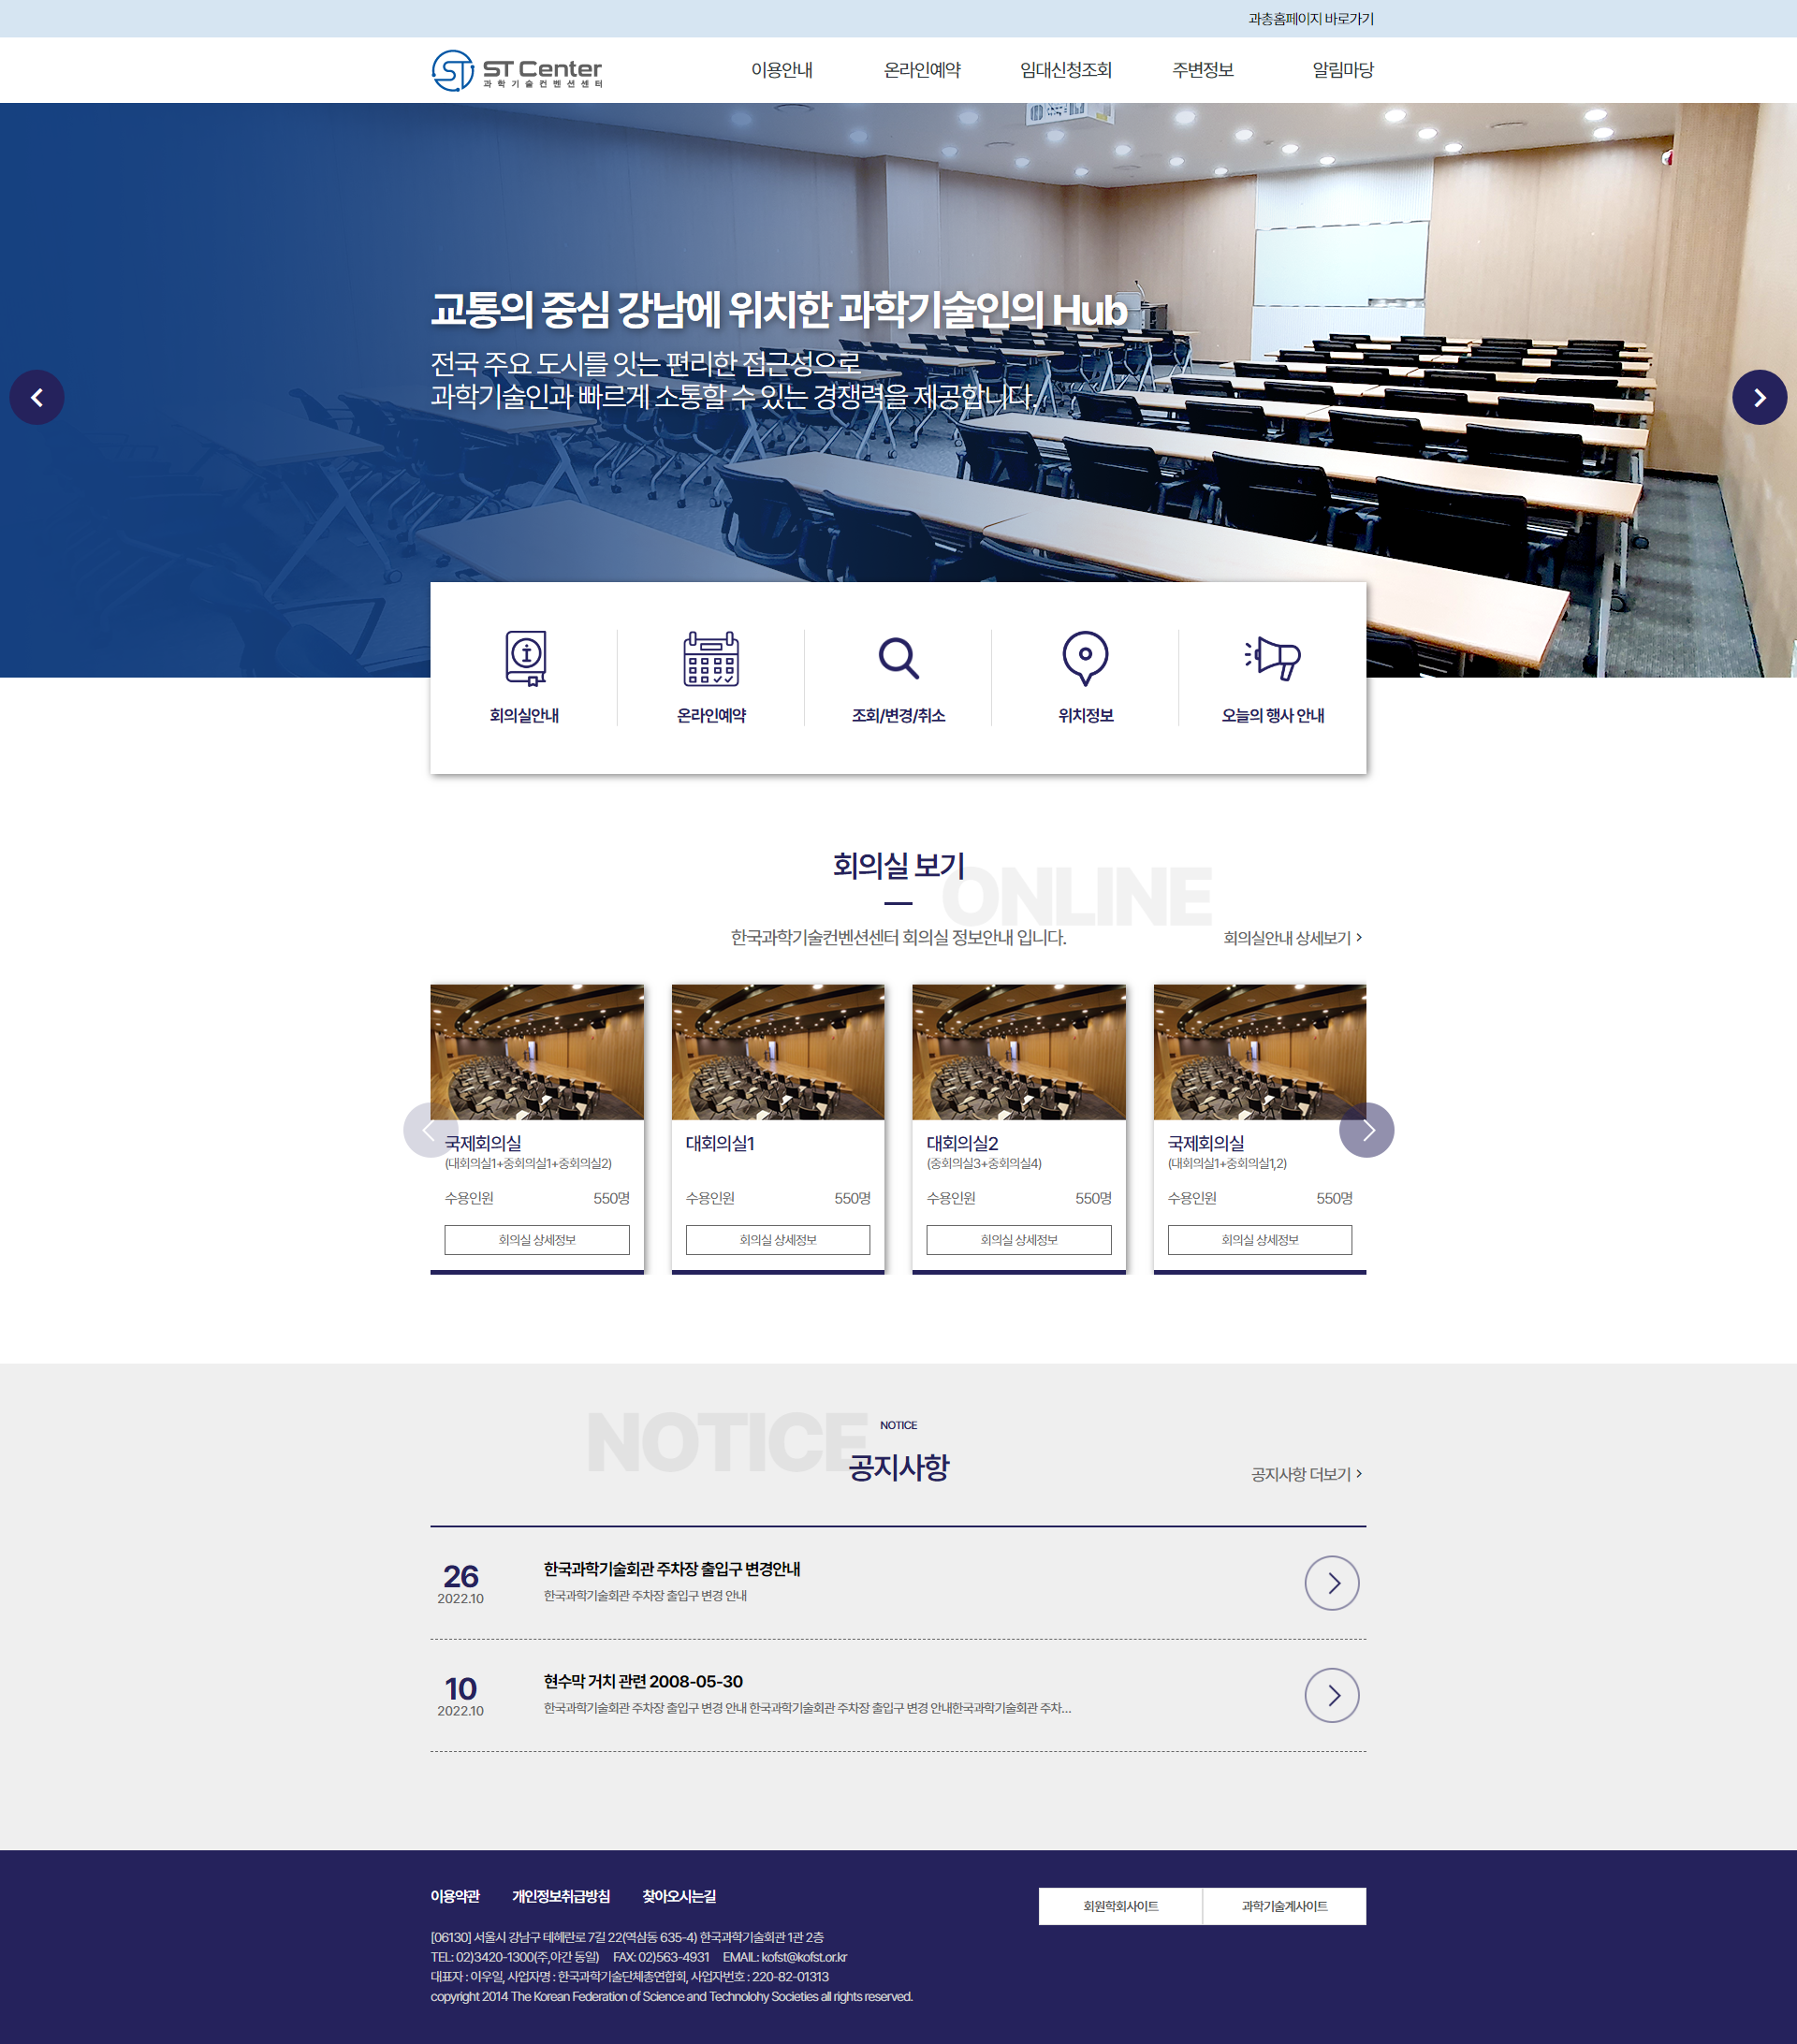 과총홈페이지 바로가기
ST Center
과학기술컨벤션센터
이용안내
온라인예약
임대신청조회
주변정보
알림마당
교통의 중심 강남에 위치한 과학기술인의 Hub
전국 주요 도시를 잇는 편리한 접근성으로
과학기술인과 빠르게 소통할 수 있는 경쟁력을 제공합니다.
회의실안내
온라인예약
조회/변경/취소
위치정보
오늘의 행사 안내
ONLINE
회의실 보기
한국과학기술컨벤션센터 회의실 정보안내 입니다.
회의실안내 상세보기
국제회의실
(대회의실1+중회의실1+중회의실2)
수용인원 550명
회의실 상세정보
대회의실1
수용인원 550명
회의실 상세정보
대회의실2
(중회의실3+중회의실4)
수용인원 550명
회의실 상세정보
국제회의실
(대회의실1+중회의실1,2)
수용인원 550명
회의실 상세정보
NOTICE
NOTICE
공지사항
공지사항 더보기
26
2022.10
한국과학기술회관 주차장 출입구 변경안내
한국과학기술회관 주차장 출입구 변경 안내
10
2022.10
현수막 거치 관련 2008-05-30
한국과학기술회관 주차장 출입구 변경 안내 한국과학기술회관 주차장 출입구 변경 안내한국과학기술회관 주차...
이용약관
개인정보취급방침
찾아오시는길
회원학회사이트
과학기술계사이트
[06130] 서울시 강남구 테헤란로 7길 22(역삼동 635-4) 한국과학기술회관 1관 2층
TEL: 02)3420-1300(주,야간 동일) FAX: 02)563-4931 EMAIL: kofst@kofst.or.kr
대표자 : 이우일, 사업자명 : 한국과학기술단체총연합회, 사업자번호 : 220-82-01313
copyright 2014 The Korean Federation of Science and Technolohy Societies all rights reserved.